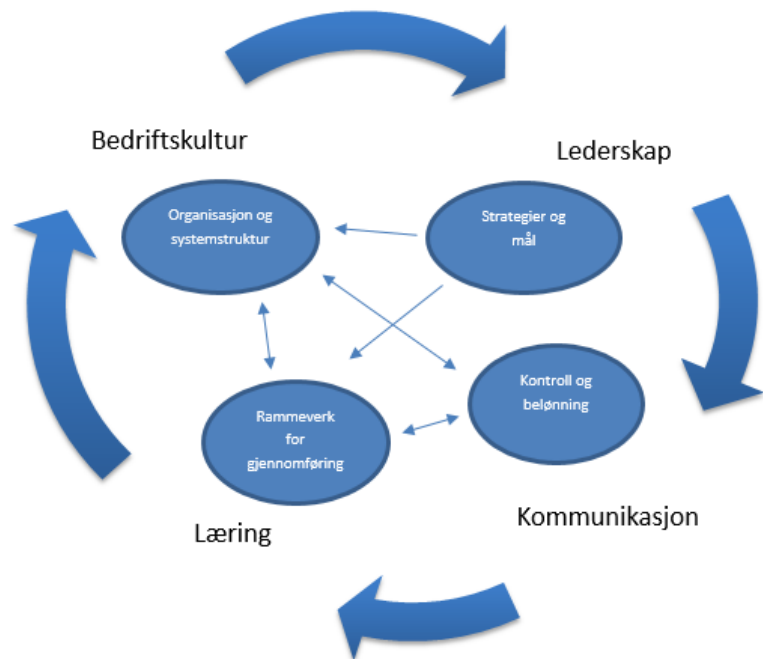 Bedriftskultur
Lederskap
Organisasjon og
systemstruktur
Strategier og
mål
Kontroll og
belønning
Rammeverk
for
gjennomføring
Læring
Kommunikasjon